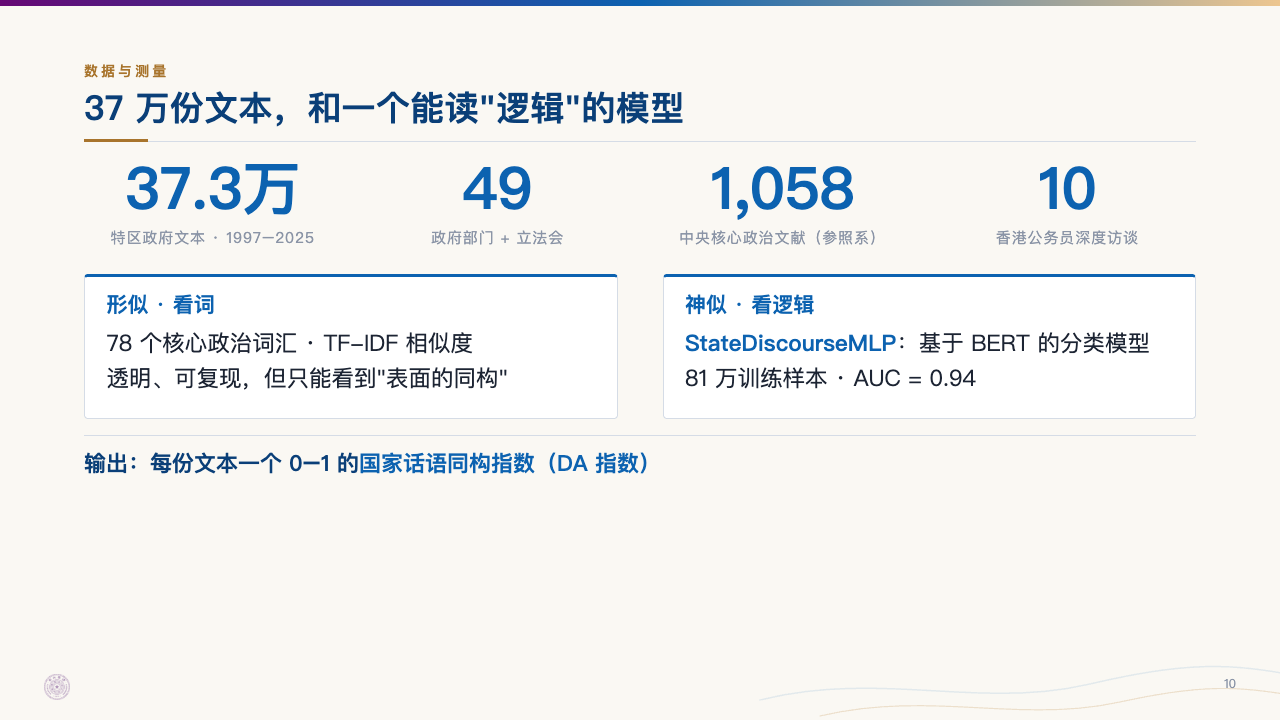 数据与测量
37 万份文本，和一个能读"逻辑"的模型
37.3万
特区政府文本 · 1997—2025
49
政府部门 + 立法会
1,058
中央核心政治文献（参照系）
10
香港公务员深度访谈
形似 · 看词
78 个核心政治词汇 · TF–IDF 相似度
透明、可复现，但只能看到"表面的同构"
神似 · 看逻辑
StateDiscourseMLP：基于 BERT 的分类模型
81 万训练样本 · AUC = 0.94
输出：每份文本一个 0—1 的国家话语同构指数（DA 指数）
10